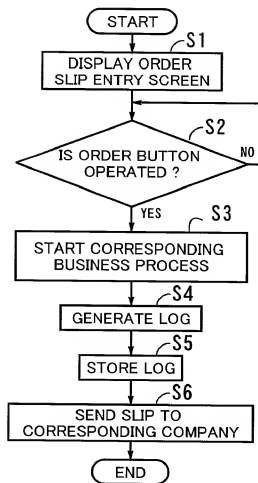 START
S1
DISPLAY ORDER
SLIP ENTRY SCREEN
S2
IS ORDER BUTTON
OPERATED ?
NO
YES
S3
START CORRESPONDING
BUSINESS PROCESS
S4
GENERATE LOG
S5
STORE LOG
S6
SEND SLIP TO
CORRESPONDING COMPANY
END